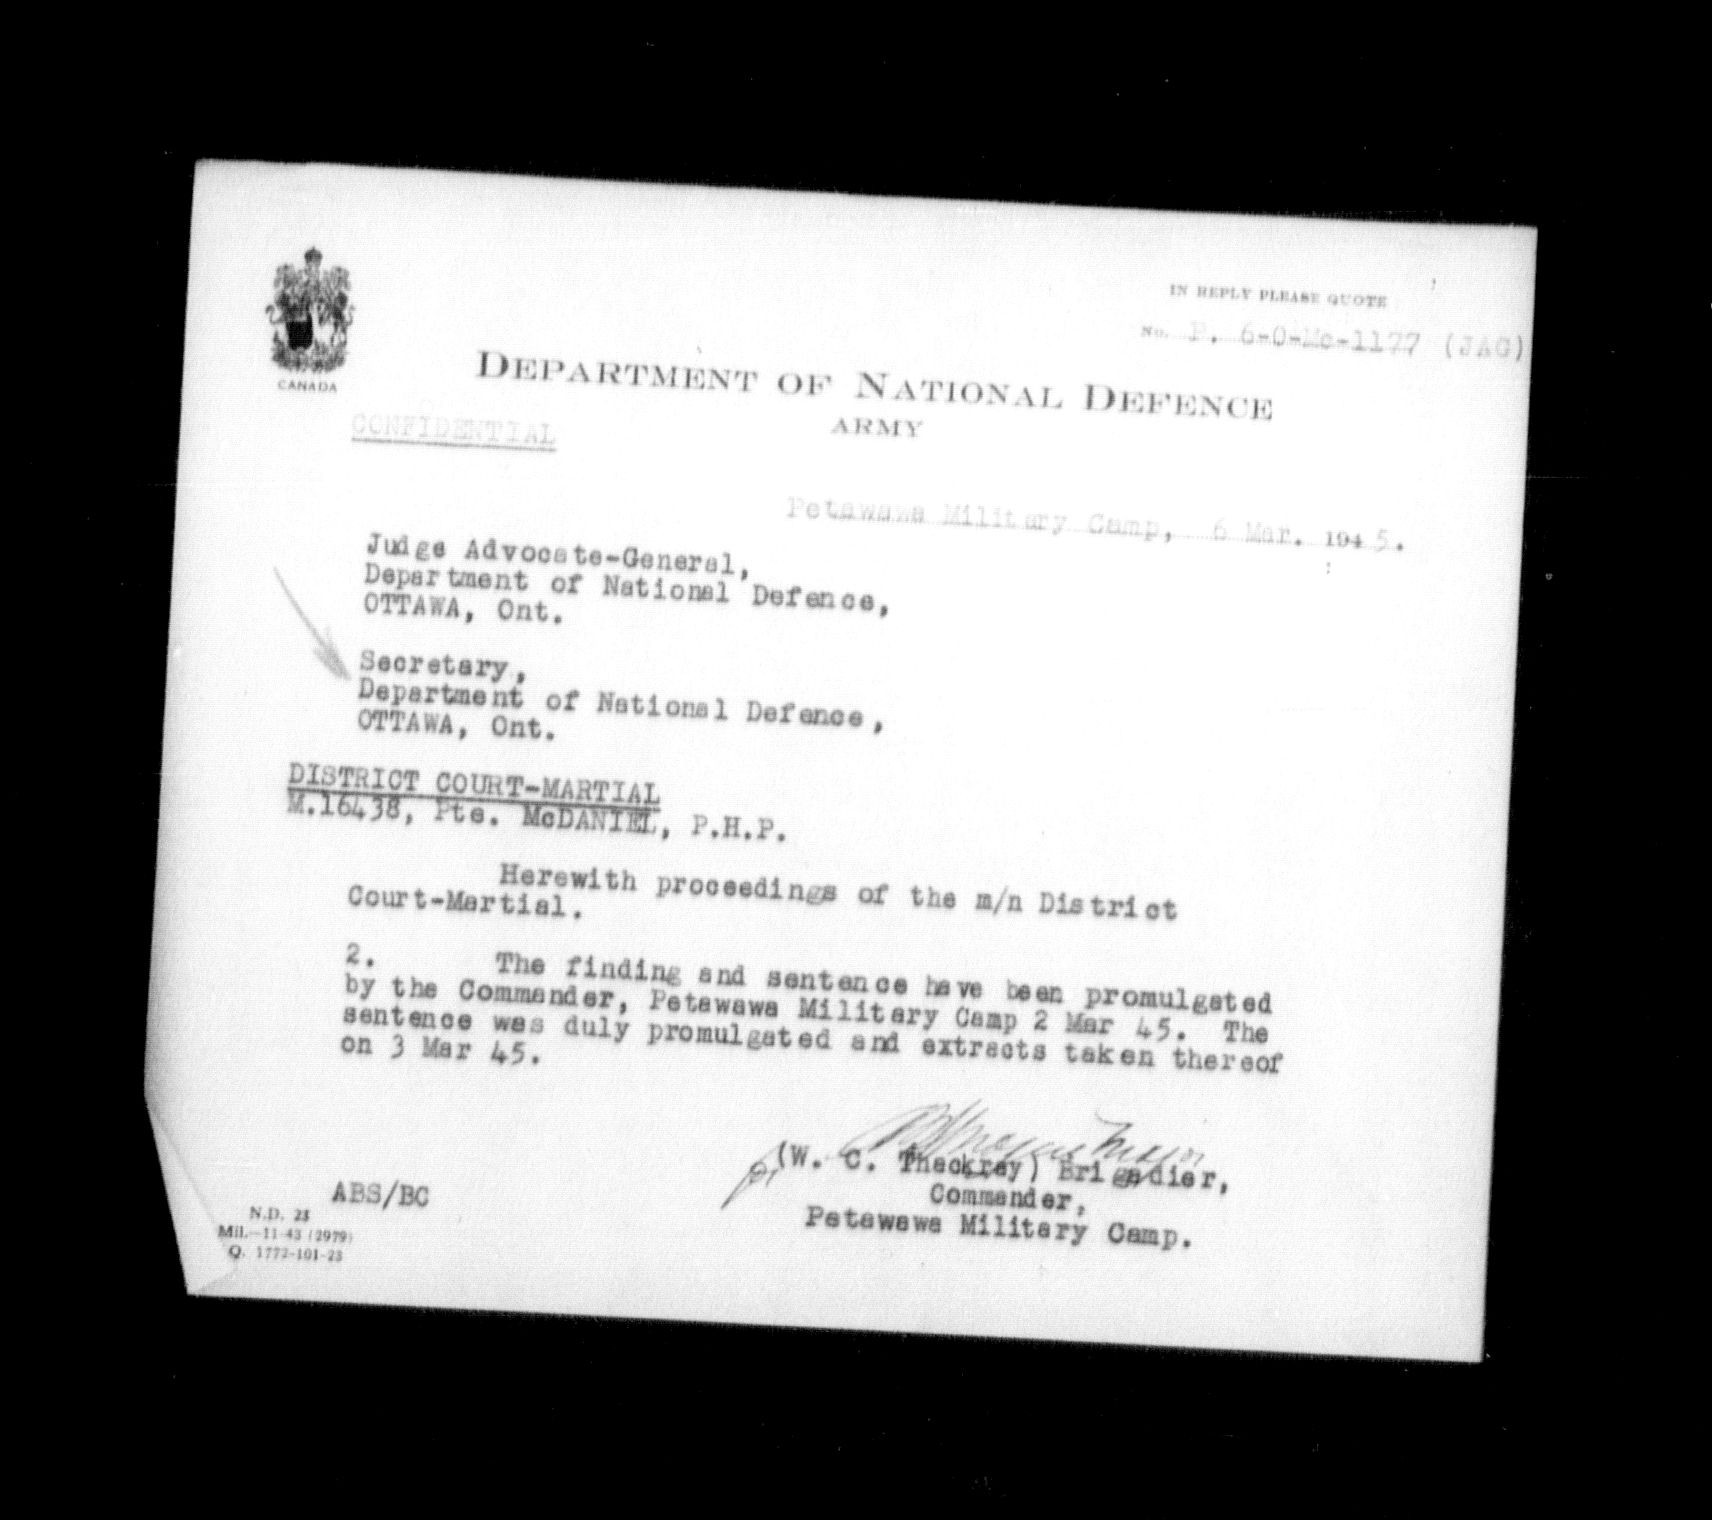 CANADA
IN REPLY PLEASE QUOTE
No. P. 6-0-Mc-1177 (JAG)
DEPARTMENT OF NATIONAL DEFENCE
ARMY
CONFIDENTIAL
Petawawa Military Camp, 6 Mar. 1945.
Judge Advocate-General,
Department of National Defence,
OTTAWA, Ont.
Secretary,
Department of National Defence,
OTTAWA, Ont.
DISTRICT COURT-MARTIAL
M.16438, Pte. McDANIEL, P.H.P.
Herewith proceedings of the m/n District
Court-Martial.
2. The finding and sentence have been promulgated
by the Commander, Petawawa Military Camp 2 Mar 45. The
sentence was duly promulgated and extracts taken thereof
on 3 Mar 45.
Major
for (W. C. Thackray) Brigadier,
Commander,
Petawawa Military Camp.
ABS/BC
N.D. 23
Mil.—11-43 (2979)
Q. 1772-101-23